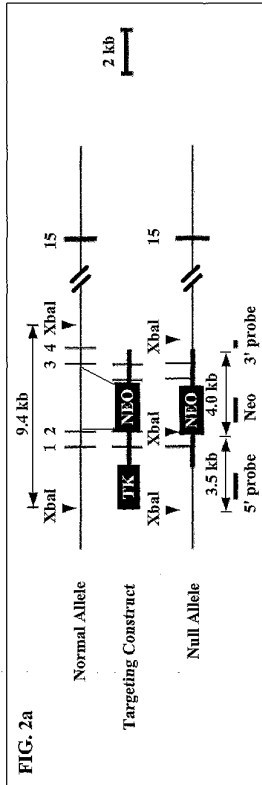 FIG. 2a
9.4 kb
XbaI XbaI
1 2 3 4 15
Normal Allele
2 kb
TK NEO
Targeting Construct
XbaI XbaI XbaI
15
NEO
Null Allele
3.5 kb 4.0 kb
5' probe Neo 3' probe